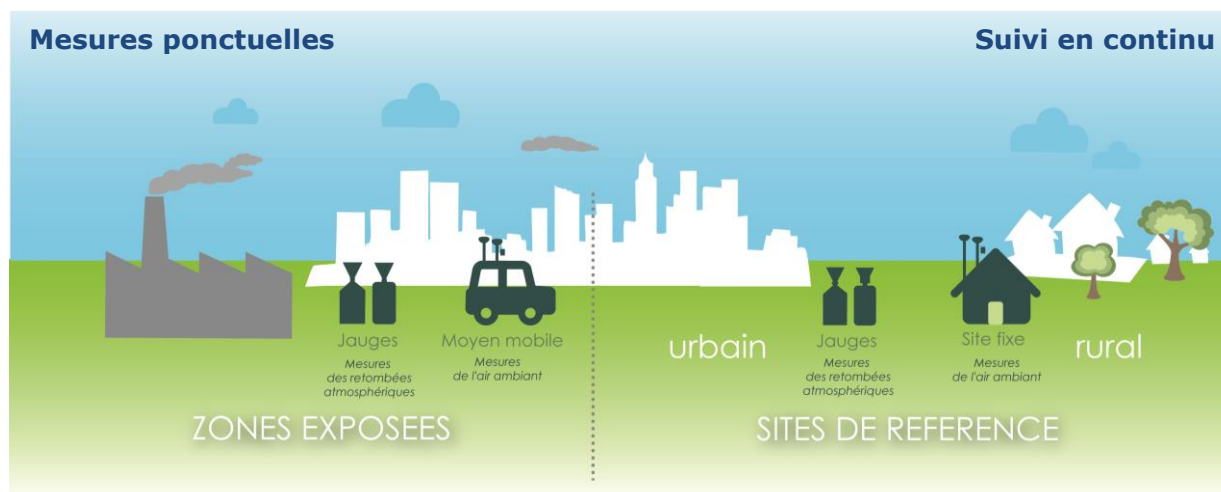 Mesures ponctuelles
Suivi en continu
Jauges
Mesures
des retombées
atmosphériques
Moyen mobile
Mesures
de l'air ambiant
urbain
Jauges
Mesures
des retombées
atmosphériques
Site fixe
Mesures
de l'air ambiant
rural
ZONES EXPOSEES
SITES DE REFERENCE